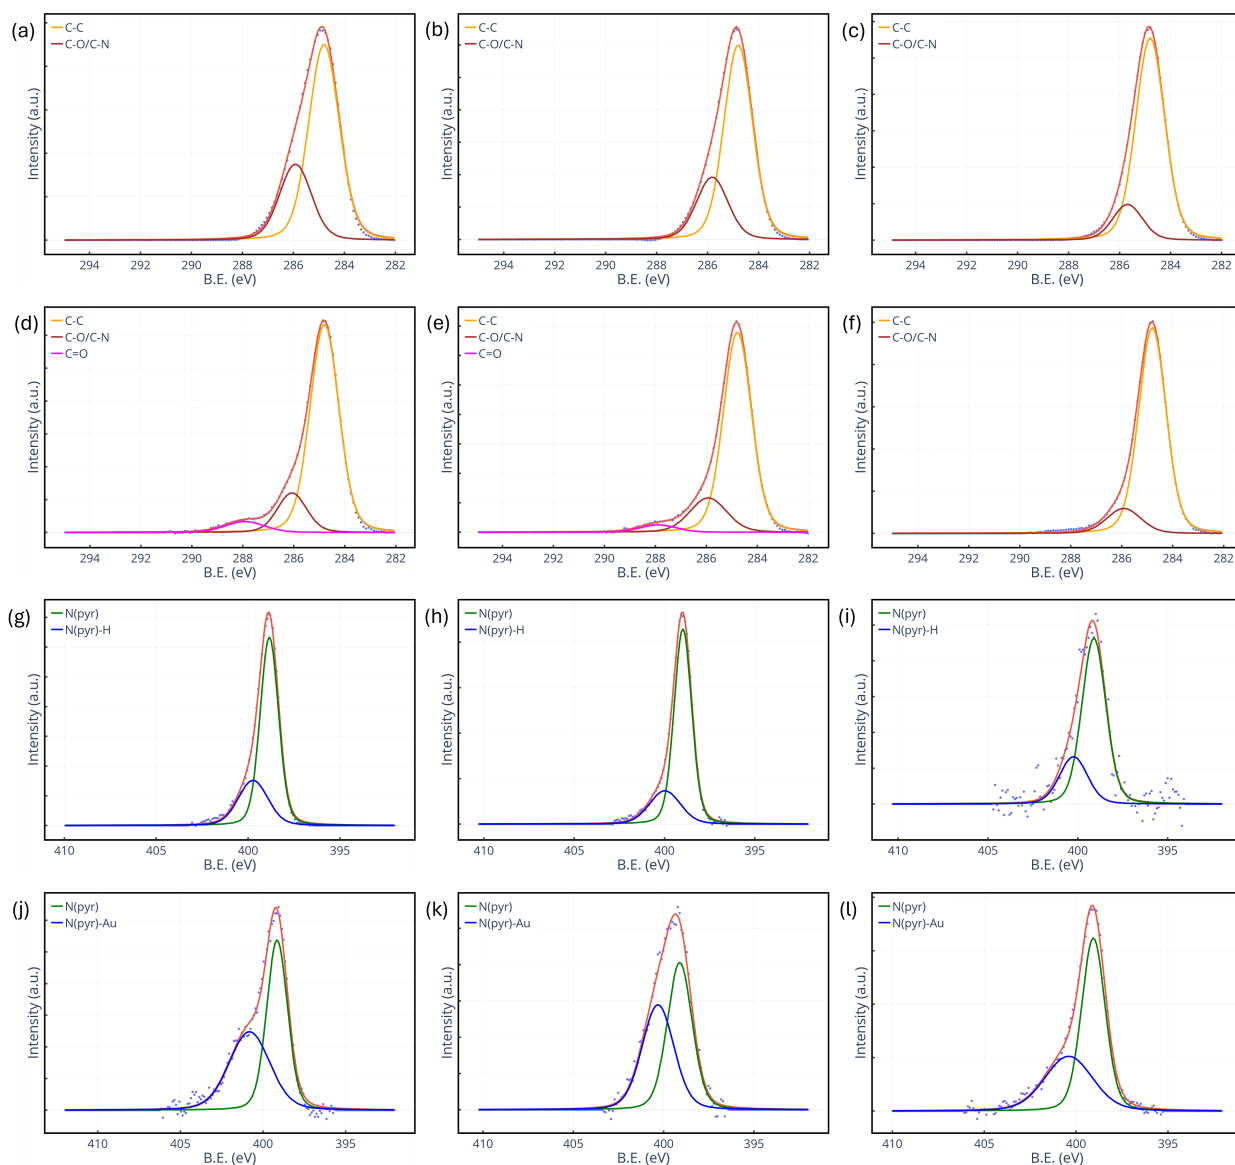 (a)
C-C
C-O/C-N
Intensity (a.u.)
294 292 290 288 286 284 282
B.E. (eV)
(b)
C-C
C-O/C-N
Intensity (a.u.)
294 292 290 288 286 284 282
B.E. (eV)
(c)
C-C
C-O/C-N
Intensity (a.u.)
294 292 290 288 286 284 282
B.E. (eV)
(d)
C-C
C-O/C-N
C=O
Intensity (a.u.)
294 292 290 288 286 284 282
B.E. (eV)
(e)
C-C
C-O/C-N
C=O
Intensity (a.u.)
294 292 290 288 286 284 282
B.E. (eV)
(f)
C-C
C-O/C-N
Intensity (a.u.)
294 292 290 288 286 284 282
B.E. (eV)
(g)
N(pyr)
N(pyr)-H
Intensity (a.u.)
410 405 400 395
B.E. (eV)
(h)
N(pyr)
N(pyr)-H
Intensity (a.u.)
410 405 400 395
B.E. (eV)
(i)
N(pyr)
N(pyr)-H
Intensity (a.u.)
410 405 400 395
B.E. (eV)
(j)
N(pyr)
N(pyr)-Au
Intensity (a.u.)
410 405 400 395
B.E. (eV)
(k)
N(pyr)
N(pyr)-Au
Intensity (a.u.)
410 405 400 395
B.E. (eV)
(l)
N(pyr)
N(pyr)-Au
Intensity (a.u.)
410 405 400 395
B.E. (eV)